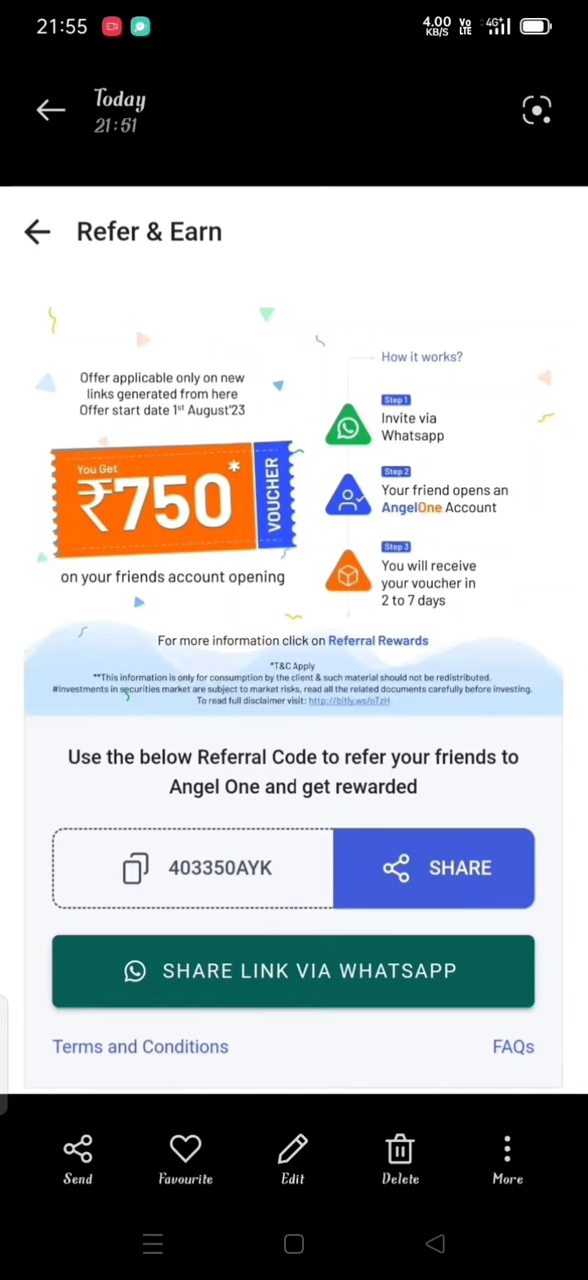 21:55
4.00
KB/S
Vo
LTE
4G+
Today
21:51
Refer & Earn
Offer applicable only on new
links generated from here
Offer start date 1st August'23
You Get
₹750*
VOUCHER
on your friends account opening
How it works?
Step 1
Invite via
Whatsapp
Step 2
Your friend opens an
AngelOne Account
Step 3
You will receive
your voucher in
2 to 7 days
For more information click on Referral Rewards
*T&C Apply
**This information is only for consumption by the client & such material should not be redistributed.
#Investments in securities market are subject to market risks, read all the related documents carefully before investing.
To read full disclaimer visit: http://bitly.ws/oTzH
Use the below Referral Code to refer your friends to
Angel One and get rewarded
403350AYK
SHARE
SHARE LINK VIA WHATSAPP
Terms and Conditions
FAQs
Send
Favourite
Edit
Delete
More